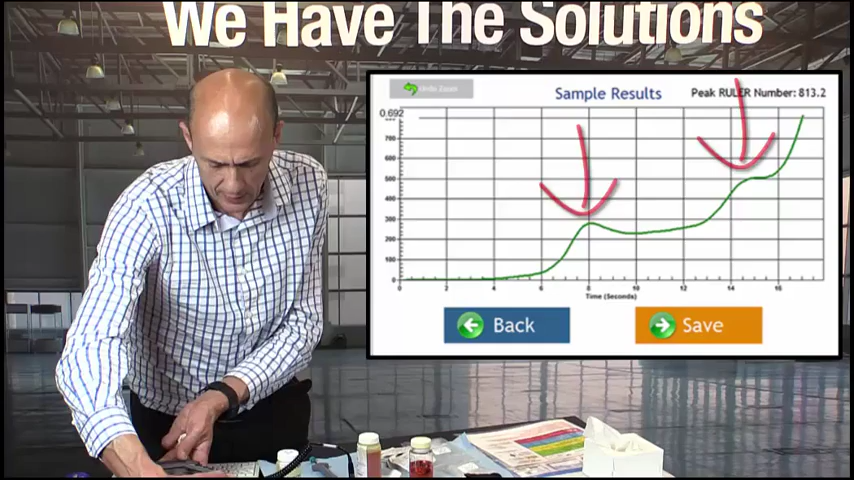 We Have The Solutions
Undo Zoom
Sample Results
Peak RULER Number: 813.2
0.692
700
600
500
400
300
200
100
0
0 2 4 6 8 10 12 14 16
Time (Seconds)
Back
Save